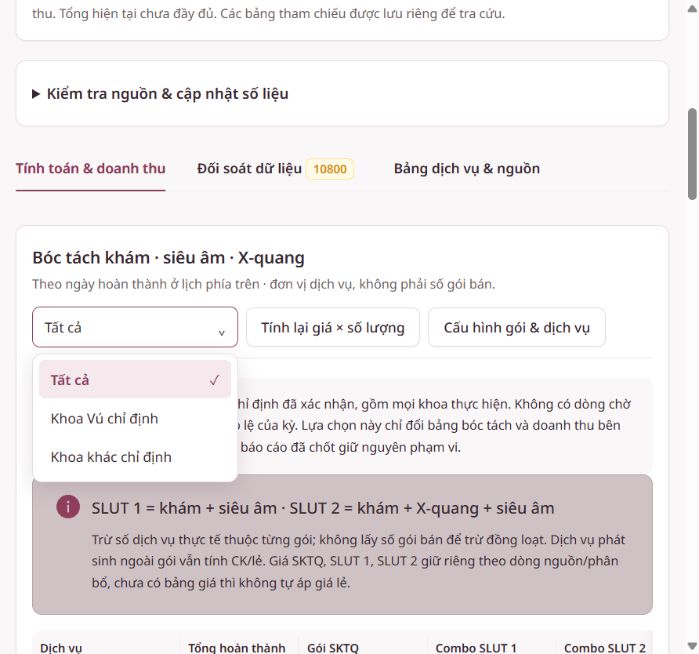 thu. Tổng hiện tại chưa đầy đủ. Các bảng tham chiếu được lưu riêng để tra cứu.
Kiểm tra nguồn & cập nhật số liệu
Tính toán & doanh thu
Đối soát dữ liệu 10800
Bảng dịch vụ & nguồn
Bóc tách khám · siêu âm · X-quang
Theo ngày hoàn thành ở lịch phía trên · đơn vị dịch vụ, không phải số gói bán.
Tất cả
Tính lại giá × số lượng
Cấu hình gói & dịch vụ
Tất cả
Khoa Vú chỉ định
Khoa khác chỉ định
hỉ định đã xác nhận, gồm mọi khoa thực hiện. Không có dòng chờ
lệ của kỳ. Lựa chọn này chỉ đổi bảng bóc tách và doanh thu bên
báo cáo đã chốt giữ nguyên phạm vi.
SLUT 1 = khám + siêu âm · SLUT 2 = khám + X-quang + siêu âm
Trừ số dịch vụ thực tế thuộc từng gói; không lấy số gói bán để trừ đồng loạt. Dịch vụ phát
sinh ngoài gói vẫn tính CK/lẻ. Giá SKTQ, SLUT 1, SLUT 2 giữ riêng theo dòng nguồn/phân
bổ, chưa có bảng giá thì không tự áp giá lẻ.
Dịch vụ
Tổng hoàn thành
Gói SKTQ
Combo SLUT 1
Combo SLUT 2